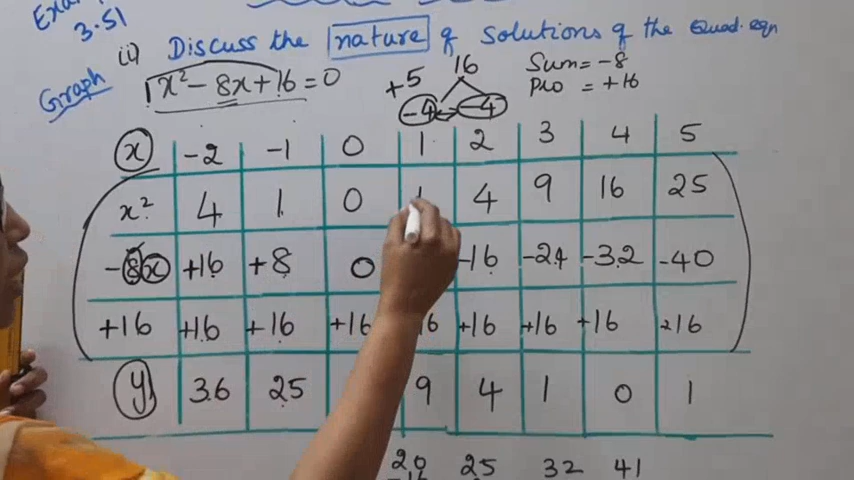 3.51
(ii) Discuss the nature of solutions of the Quad. eqn
Graph x² - 8x + 16 = 0
+5 16 Sum = -8
-4 -4 Pro = +16
x -2 -1 0 1 2 3 4 5
x² 4 1 0 1 4 9 16 25
-8x +16 +8 0 -16 -24 -32 -40
+16 +16 +16 +16 +16 +16 +16
y 36 25 9 4 1 0 1
20 25 32 41